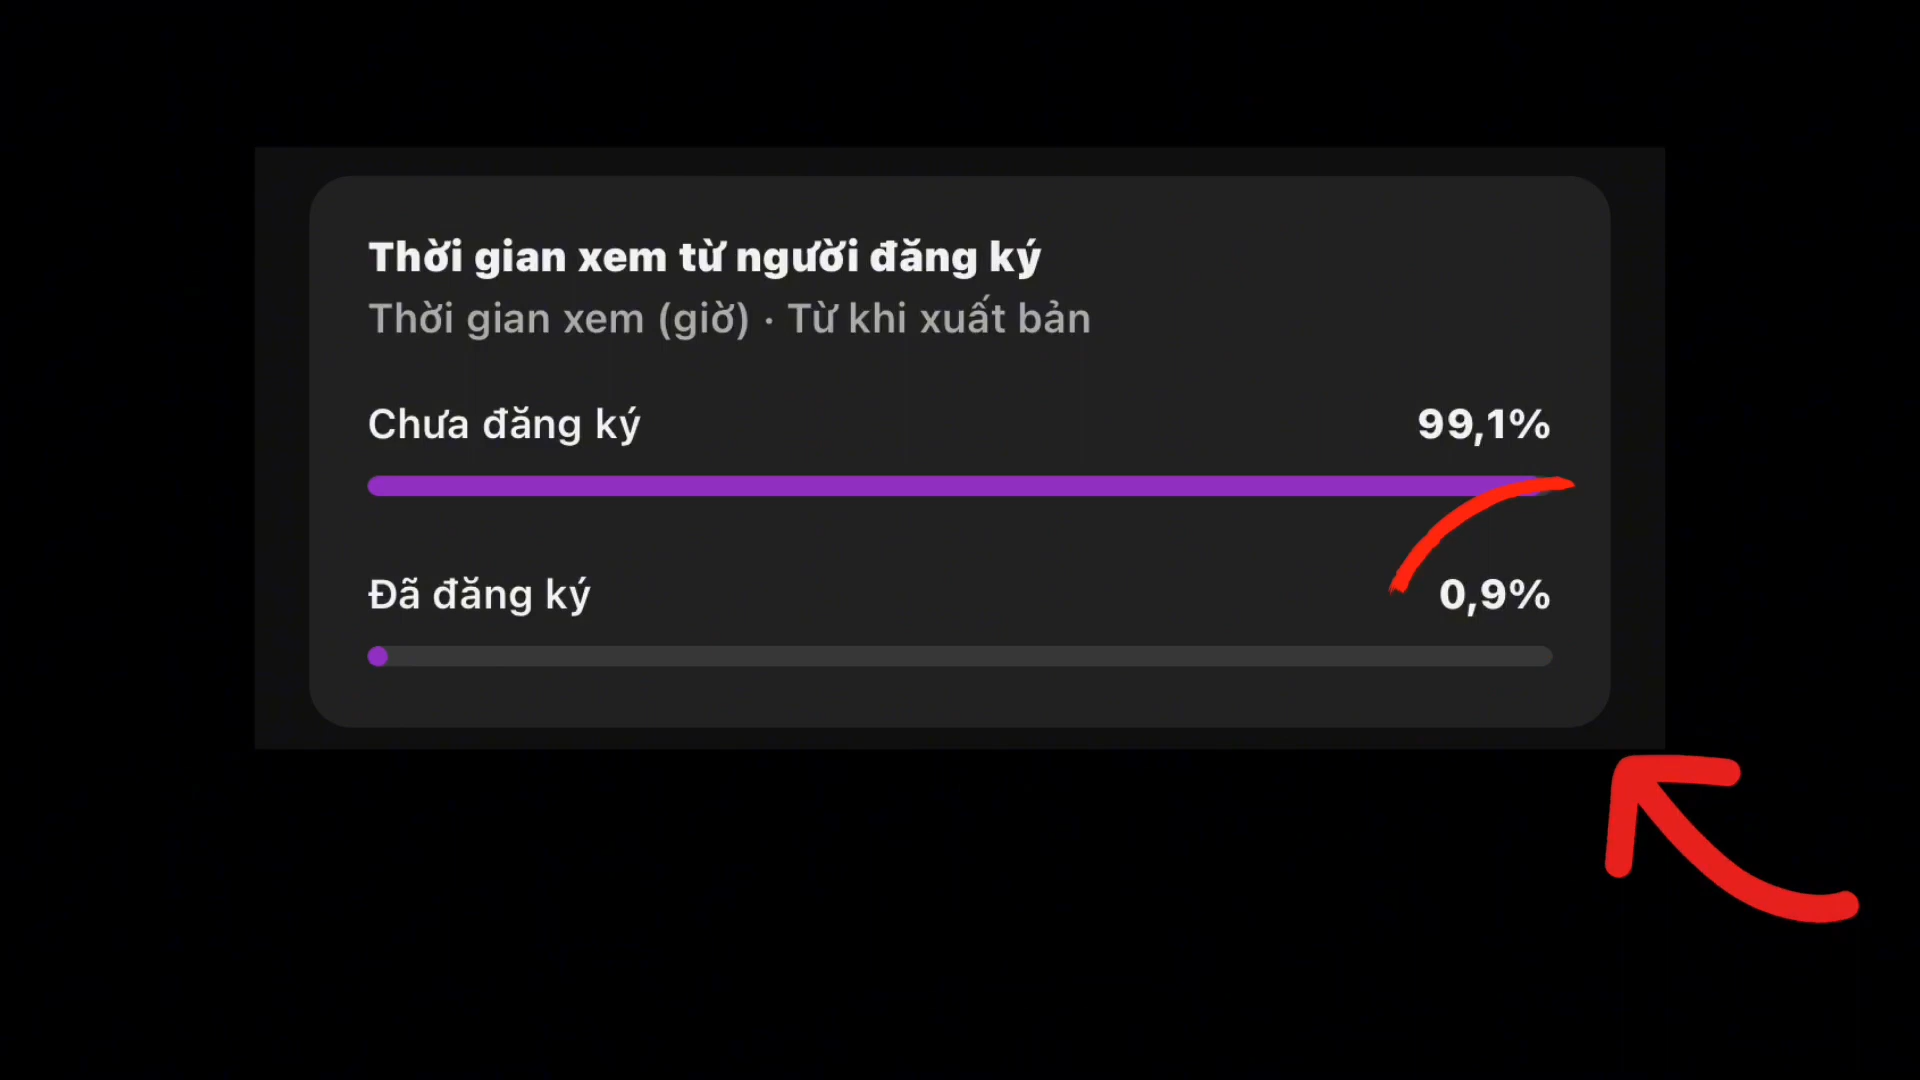 Thời gian xem từ người đăng ký
Thời gian xem (giờ) · Từ khi xuất bản
Chưa đăng ký 99,1%
Đã đăng ký 0,9%